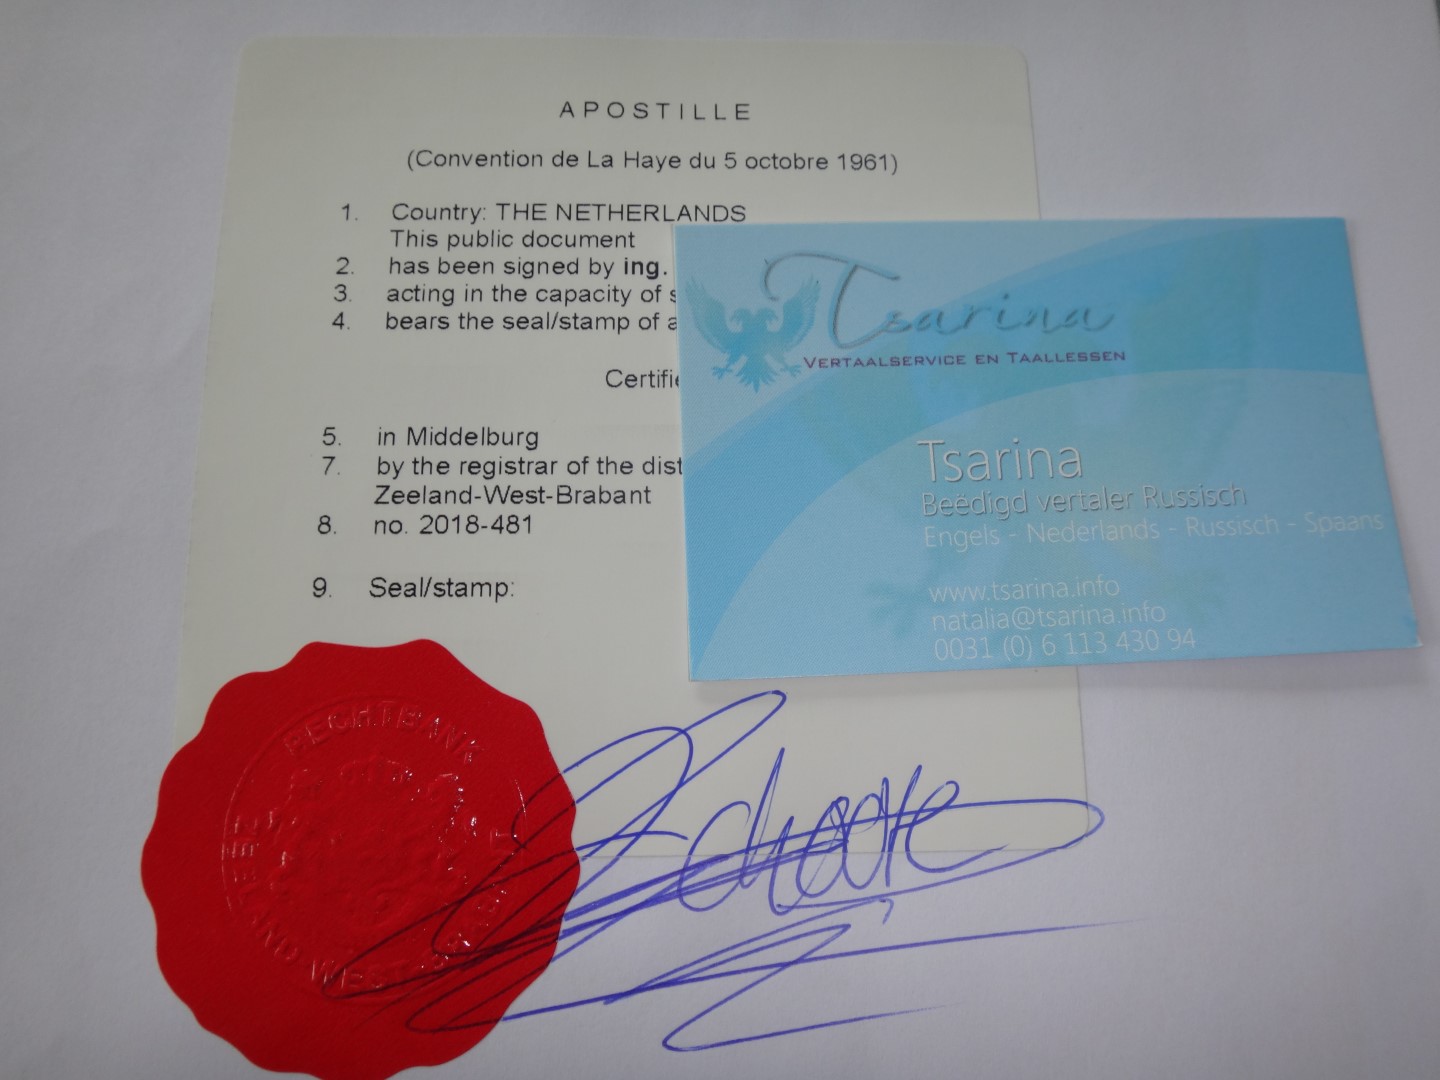 APOSTILLE
(Convention de La Haye du 5 octobre 1961)
1. Country: THE NETHERLANDS
This public document
2. has been signed by ing.
3. acting in the capacity of s
4. bears the seal/stamp of a
Certifie
5. in Middelburg
7. by the registrar of the dist
Zeeland-West-Brabant
8. no. 2018-481
9. Seal/stamp:
Tsarina
VERTAALSERVICE EN TAALLESSEN
Tsarina
Beëdigd vertaler Russisch
Engels - Nederlands - Russisch - Spaans
www.tsarina.info
natalia@tsarina.info
0031 (0) 6 113 430 94
RECHTBANK
ZEELAND-WEST-BRABANT